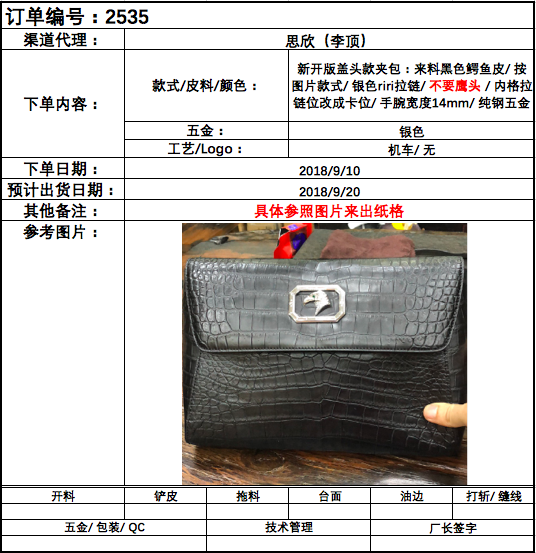 订单编号：2535
渠道代理：
思欣（李顶）
下单内容：
款式/皮料/颜色：
新开版盖头款夹包：来料黑色鳄鱼皮/ 按
图片款式/ 银色riri拉链/ 不要鹰头 / 内格拉
链位改成卡位/ 手腕宽度14mm/ 纯钢五金
五金：
银色
工艺/Logo：
机车/ 无
下单日期：
2018/9/10
预计出货日期：
2018/9/20
其他备注：
具体参照图片来出纸格
参考图片：
开料
铲皮
拖料
台面
油边
打斩/ 缝线
五金/ 包装/ QC
技术管理
厂长签字